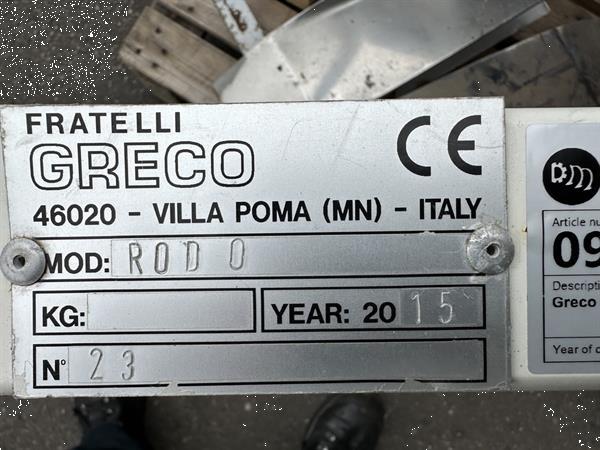 FRATELLI
GRECO
CE
46020 - VILLA POMA (MN) - ITALY
MOD: RODO
KG:
YEAR: 2015
N° 23
DM
Article nu
09
Descripti
Greco
Year of c